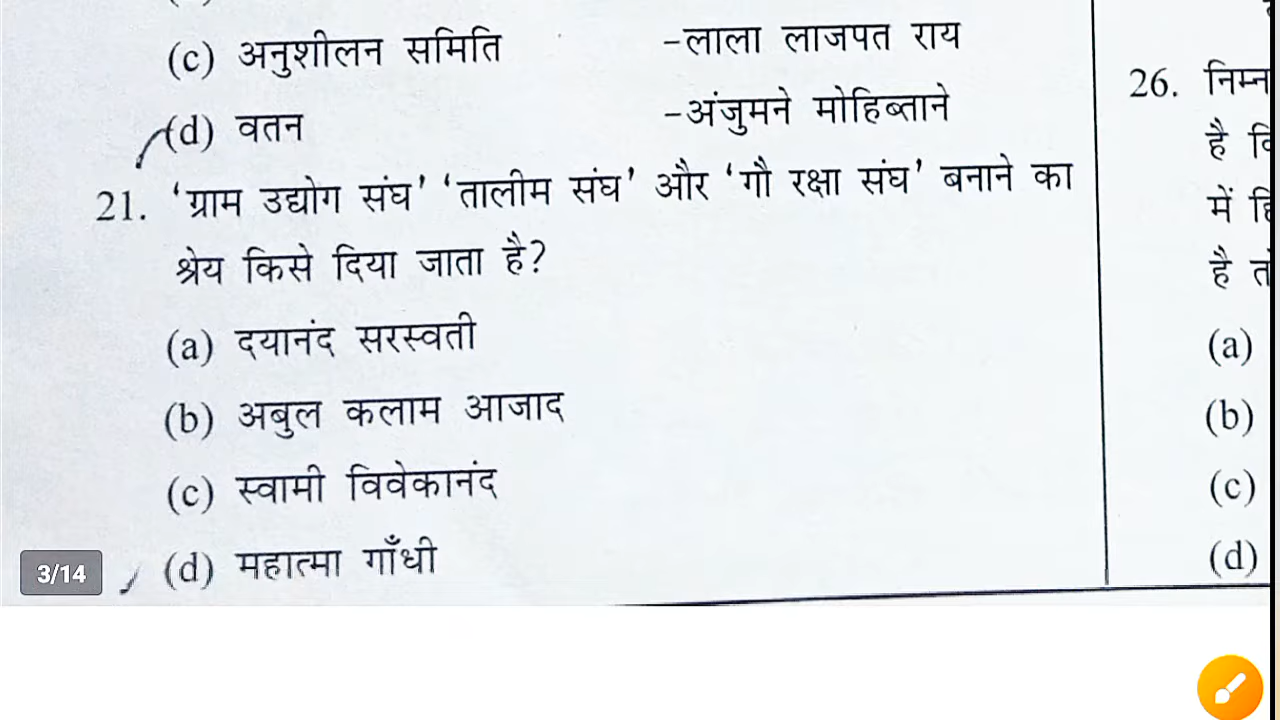 (c) अनुशीलन समिति -लाला लाजपत राय
(d) वतन -अंजुमने मोहिब्ताने
21. 'ग्राम उद्योग संघ' 'तालीम संघ' और 'गौ रक्षा संघ' बनाने का
श्रेय किसे दिया जाता है?
(a) दयानंद सरस्वती
(b) अबुल कलाम आजाद
(c) स्वामी विवेकानंद
(d) महात्मा गाँधी
26. निम्न
है
में
है
(a)
(b)
(c)
(d)
3/14